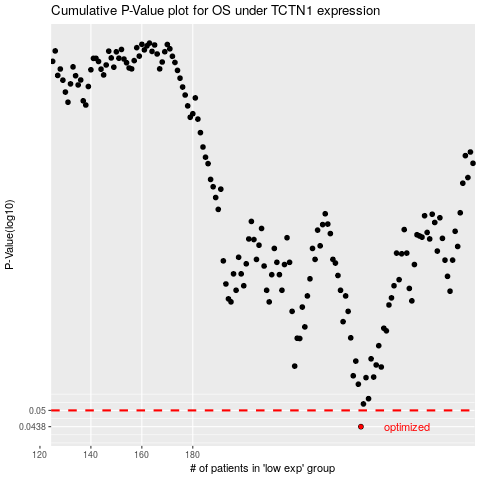 Cumulative P-Value plot for OS under TCTN1 expression
P-Value(log10)
0.05
0.0438
optimized
120 140 160 180
# of patients in 'low exp' group